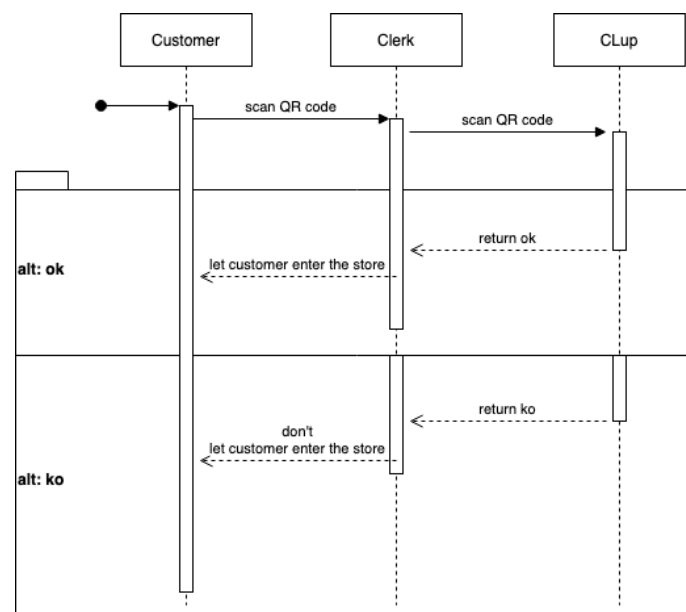 Customer
Clerk
CLup
scan QR code
scan QR code
return ok
let customer enter the store
alt: ok
return ko
don't
let customer enter the store
alt: ko